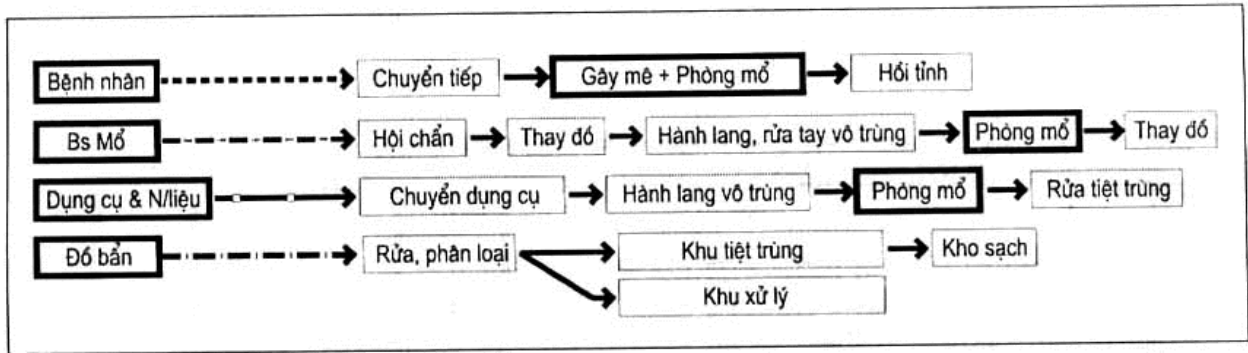 Bệnh nhân Chuyển tiếp Gây mê + Phòng mổ Hồi tỉnh
Bs Mổ Hội chẩn Thay đồ Hành lang, rửa tay vô trùng Phòng mổ Thay đồ
Dụng cụ & N/liệu Chuyển dụng cụ Hành lang vô trùng Phòng mổ Rửa tiệt trùng
Đồ bẩn Rửa, phân loại Khu tiệt trùng Kho sạch
Khu xử lý